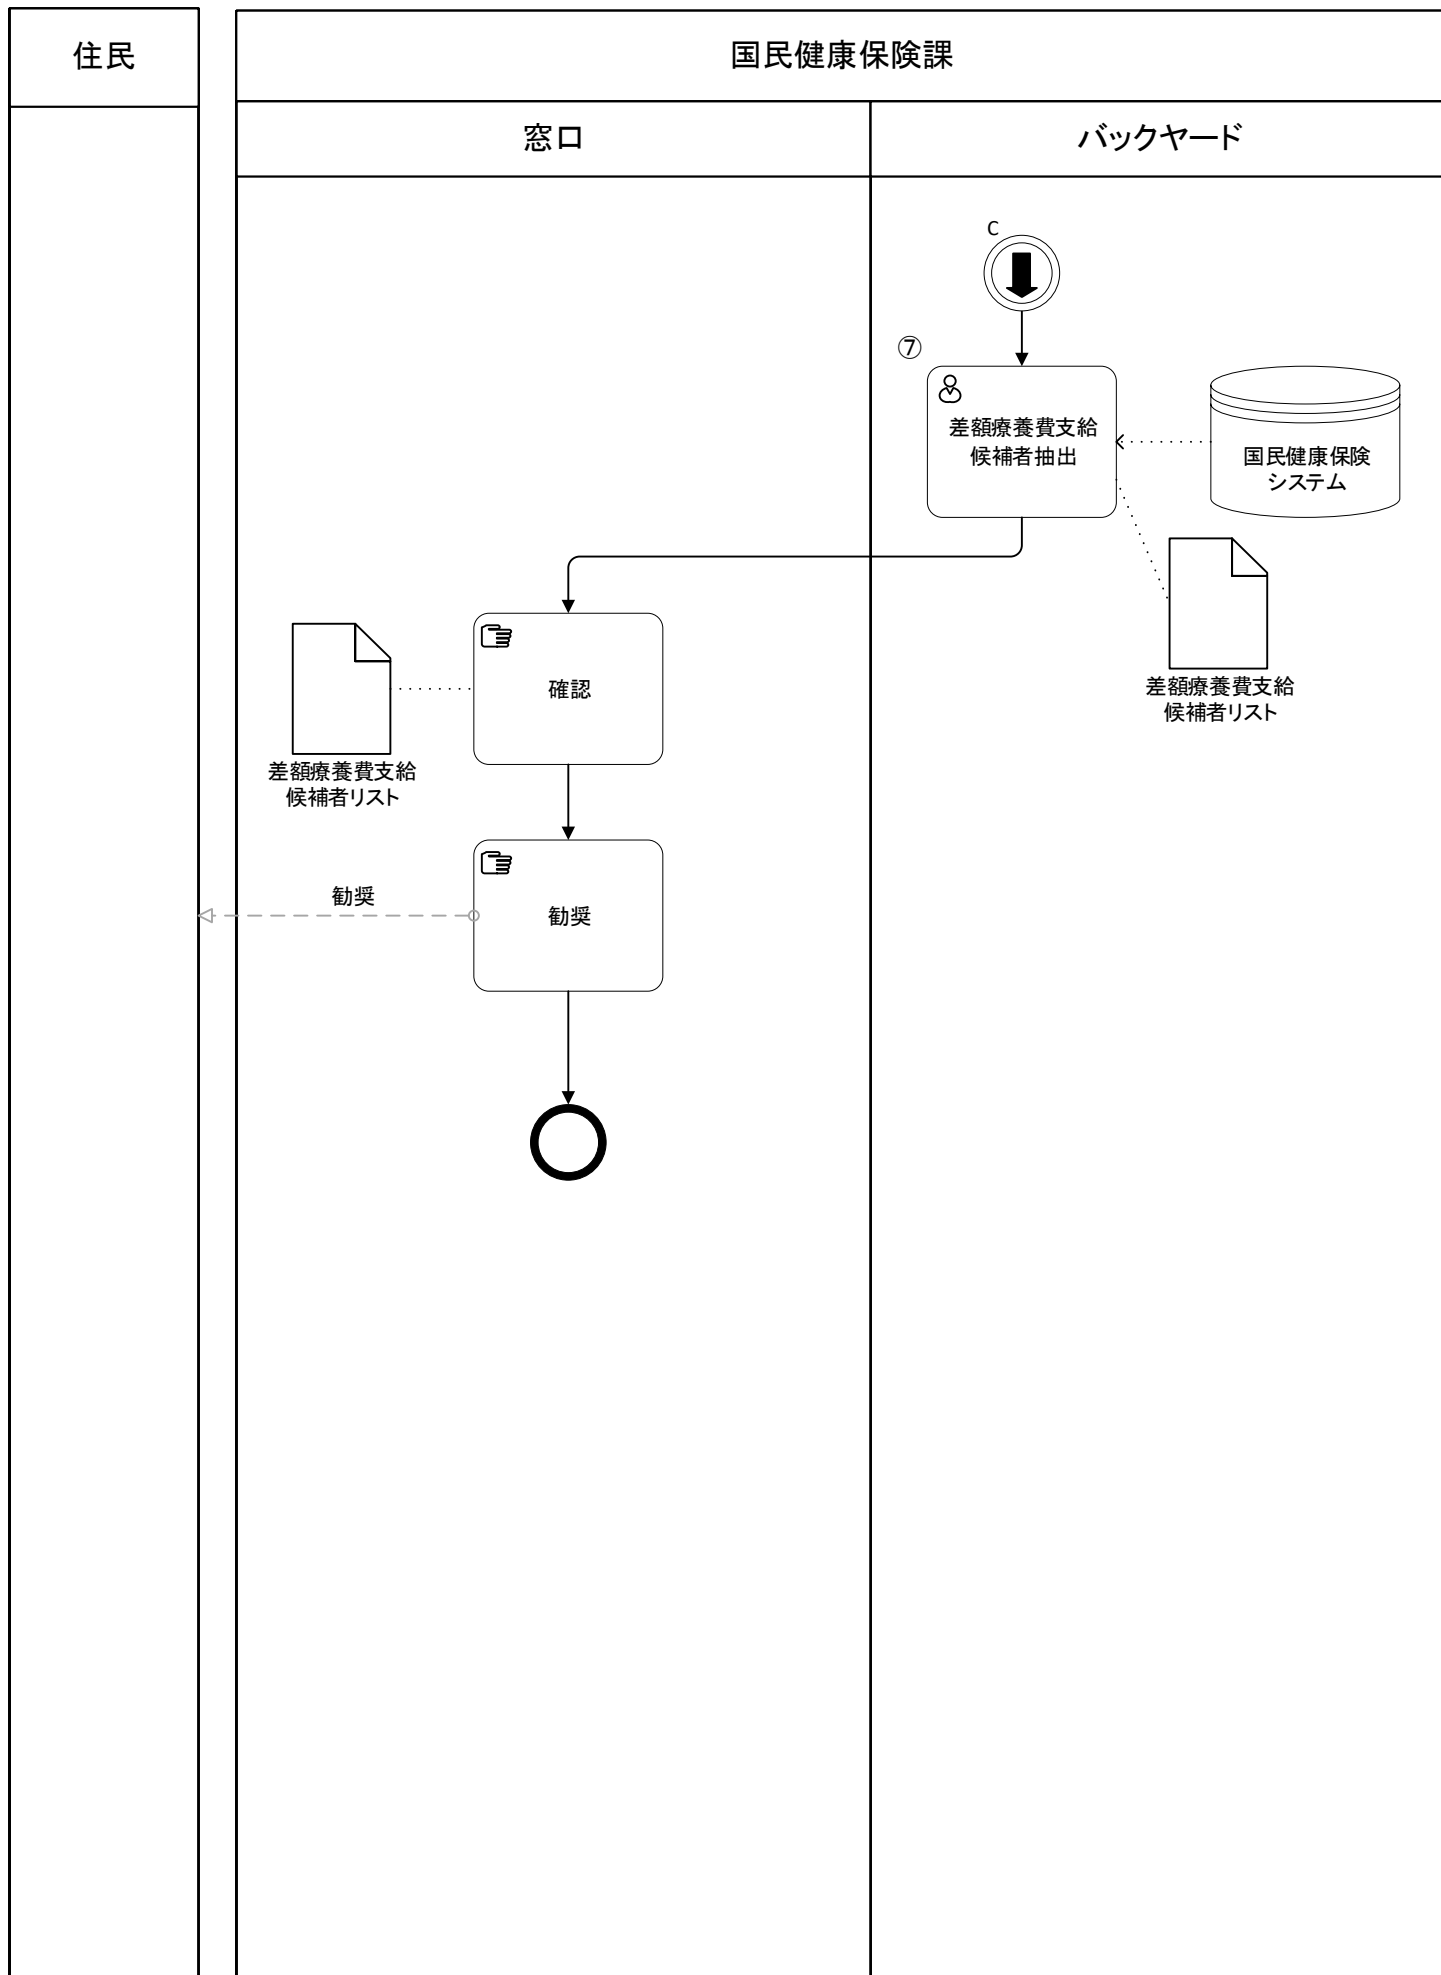 住民
国民健康保険課
窓口
バックヤード
C
⑦
差額療養費支給
候補者抽出
国民健康保険
システム
差額療養費支給
候補者リスト
確認
差額療養費支給
候補者リスト
勧奨
勧奨